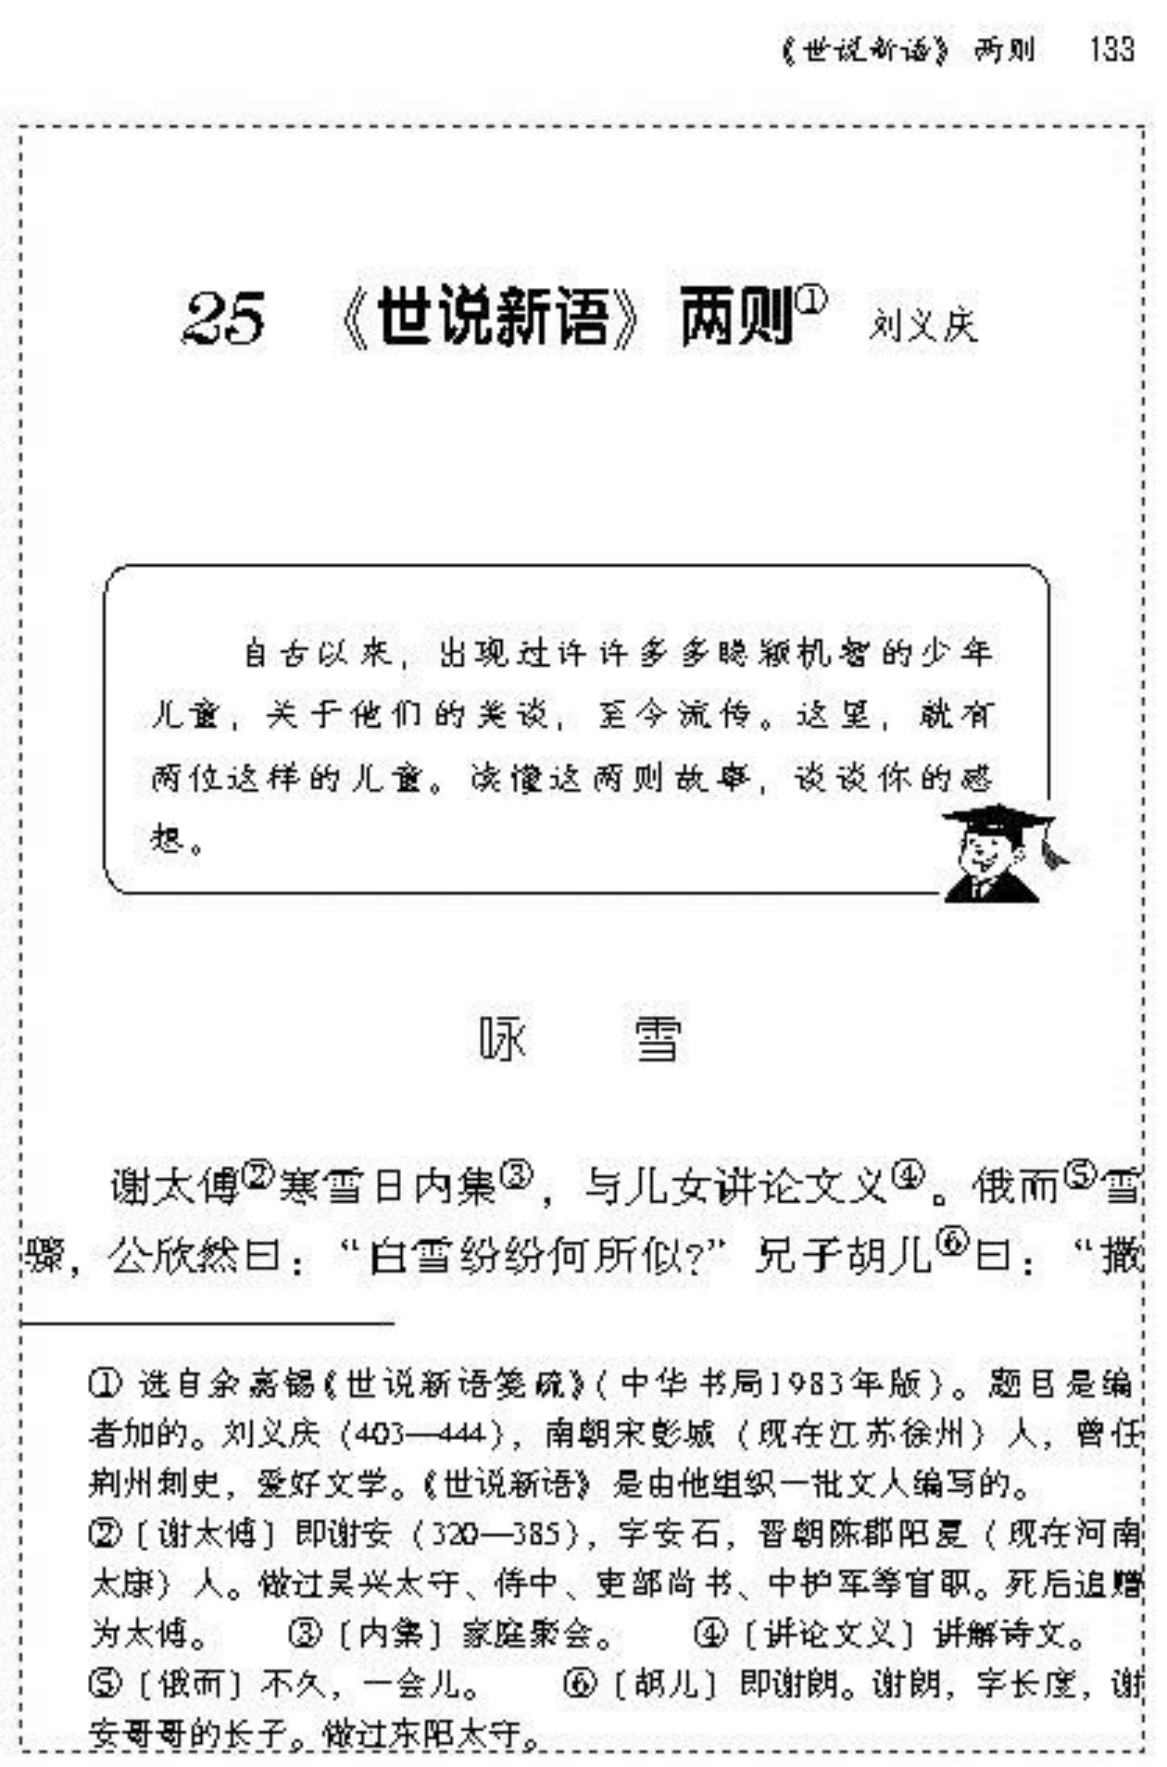 《世说新语》 两则 133
25 《世说新语》 两则① 刘义庆
自古以来，出现过许许多多聪颖机智的少年
儿童，关于他们的美谈，至今流传。这里，就有
两位这样的儿童。读懂这两则故事，谈谈你的感
想。
咏 雪
谢太傅②寒雪日内集③，与儿女讲论文义④。俄而⑤雪
骤，公欣然曰：“白雪纷纷何所似?”兄子胡儿⑥曰：“撒
① 选自余嘉锡《世说新语笺疏》（中华书局1983年版）。题目是编
者加的。刘义庆（403—444），南朝宋彭城（现在江苏徐州）人，曾任
荆州刺史，爱好文学。《世说新语》是由他组织一批文人编写的。
②〔谢太傅〕即谢安（320—385），字安石，晋朝陈郡阳夏（现在河南
太康）人。做过吴兴太守、侍中、吏部尚书、中护军等官职。死后追赠
为太傅。 ③〔内集〕家庭聚会。 ④〔讲论文义〕讲解诗文。
⑤〔俄而〕不久，一会儿。 ⑥〔胡儿〕即谢朗。谢朗，字长度，谢
安哥哥的长子。做过东阳太守。